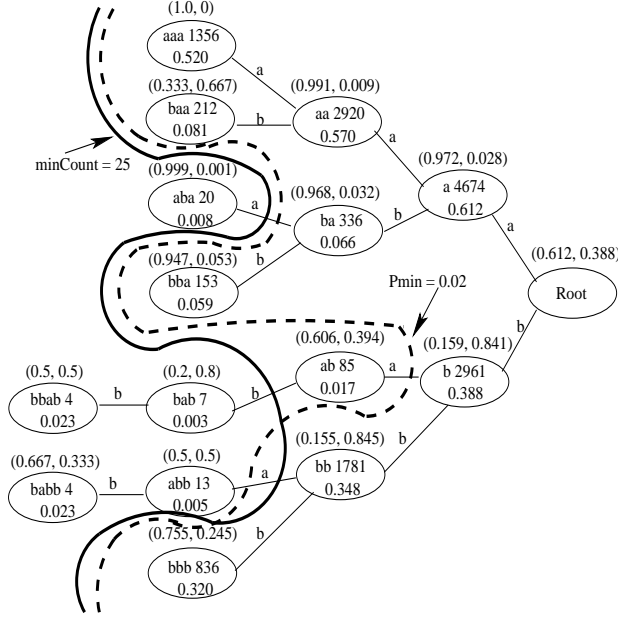 (1.0, 0)
aaa 1356
0.520
a
(0.333, 0.667)
baa 212
0.081
b
(0.991, 0.009)
aa 2920
0.570
a
minCount = 25
(0.999, 0.001)
aba 20
0.008
a
(0.968, 0.032)
ba 336
0.066
b
(0.972, 0.028)
a 4674
0.612
a
(0.947, 0.053)
bba 153
0.059
b
(0.612, 0.388)
Root
Pmin = 0.02
b
(0.606, 0.394)
ab 85
0.017
a
(0.159, 0.841)
b 2961
0.388
(0.5, 0.5)
bbab 4
0.023
b
(0.2, 0.8)
bab 7
0.003
b
(0.155, 0.845)
bb 1781
0.348
b
(0.667, 0.333)
babb 4
0.023
b
(0.5, 0.5)
abb 13
0.005
a
(0.755, 0.245)
bbb 836
0.320
b